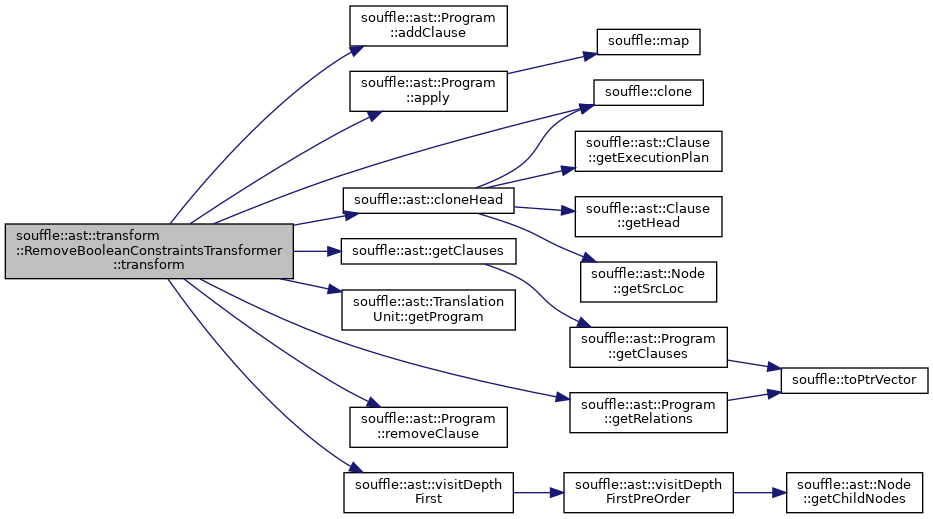 souffle::ast::transform
::RemoveBooleanConstraintsTransformer
::transform
souffle::ast::Program
::addClause
souffle::ast::Program
::apply
souffle::map
souffle::clone
souffle::ast::cloneHead
souffle::ast::Clause
::getExecutionPlan
souffle::ast::Clause
::getHead
souffle::ast::Node
::getSrcLoc
souffle::ast::getClauses
souffle::ast::Program
::getClauses
souffle::toPtrVector
souffle::ast::Translation
Unit::getProgram
souffle::ast::Program
::getRelations
souffle::ast::Program
::removeClause
souffle::ast::visitDepth
First
souffle::ast::visitDepth
FirstPreOrder
souffle::ast::Node
::getChildNodes